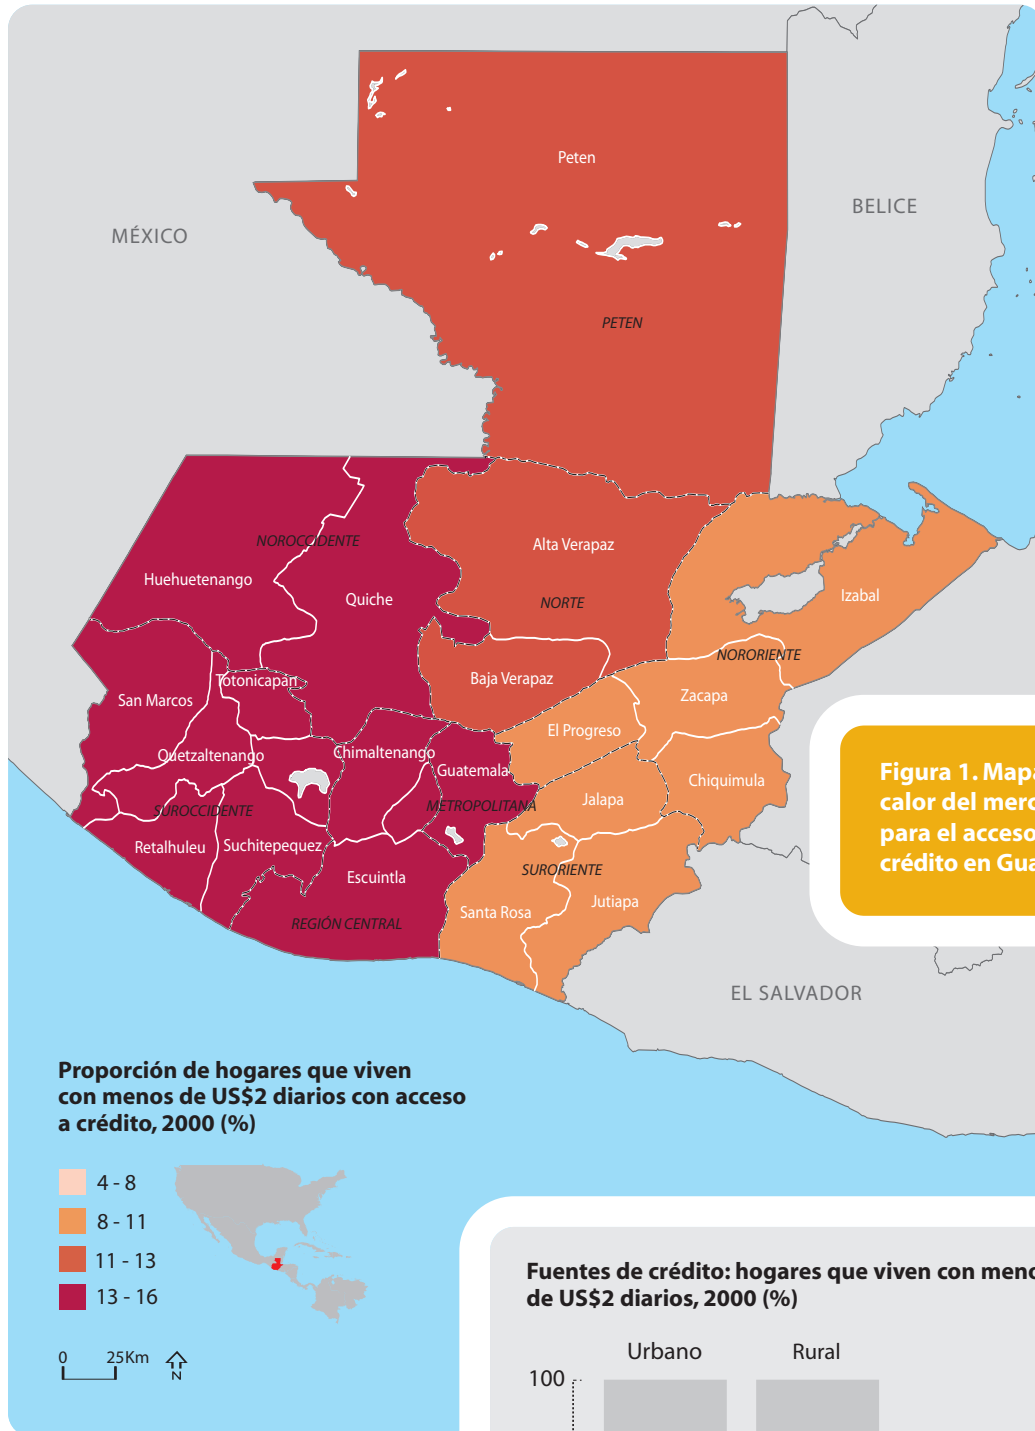 Peten
BELICE
MÉXICO
PETEN
NOROCCIDENTE
Alta Verapaz
Huehuetenango
Quiche
NORTE
Izabal
NORORIENTE
Totonicapán
Baja Verapaz
San Marcos
Zacapa
El Progreso
Quetzaltenango
Chimaltenango
Guatemala
Chiquimula
Jalapa
METROPOLITANA
SUROCCIDENTE
Retalhuleu
Suchitepequez
Escuintla
SURORIENTE
Jutiapa
Santa Rosa
REGIÓN CENTRAL
EL SALVADOR
Figura 1. Mapa
calor del merc
para el acceso
crédito en Gua
Proporción de hogares que viven
con menos de US$2 diarios con acceso
a crédito, 2000 (%)
4 - 8
8 - 11
11 - 13
13 - 16
0 25Km
N
Fuentes de crédito: hogares que viven con meno
de US$2 diarios, 2000 (%)
Urbano Rural
100